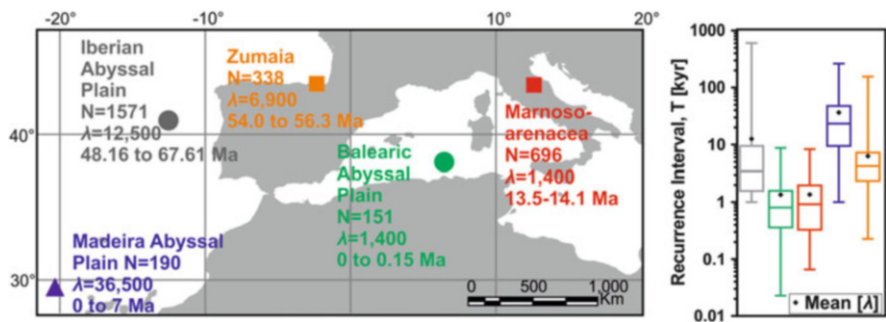 -20°
-10°
10°
20°
40°
30°
Iberian
Abyssal
Plain
N=1571
λ=12,500
48.16 to 67.61 Ma
Zumaia
N=338
λ=6,900
54.0 to 56.3 Ma
Balearic
Abyssal
Plain
N=151
λ=1,400
0 to 0.15 Ma
Marnoso-
arenacea
N=696
λ=1,400
13.5-14.1 Ma
Madeira Abyssal
Plain N=190
λ=36,500
0 to 7 Ma
0 500 1,000
Km
Recurrence Interval, T [kyr]
1000
100
10
1
0.1
0.01
Mean [λ]